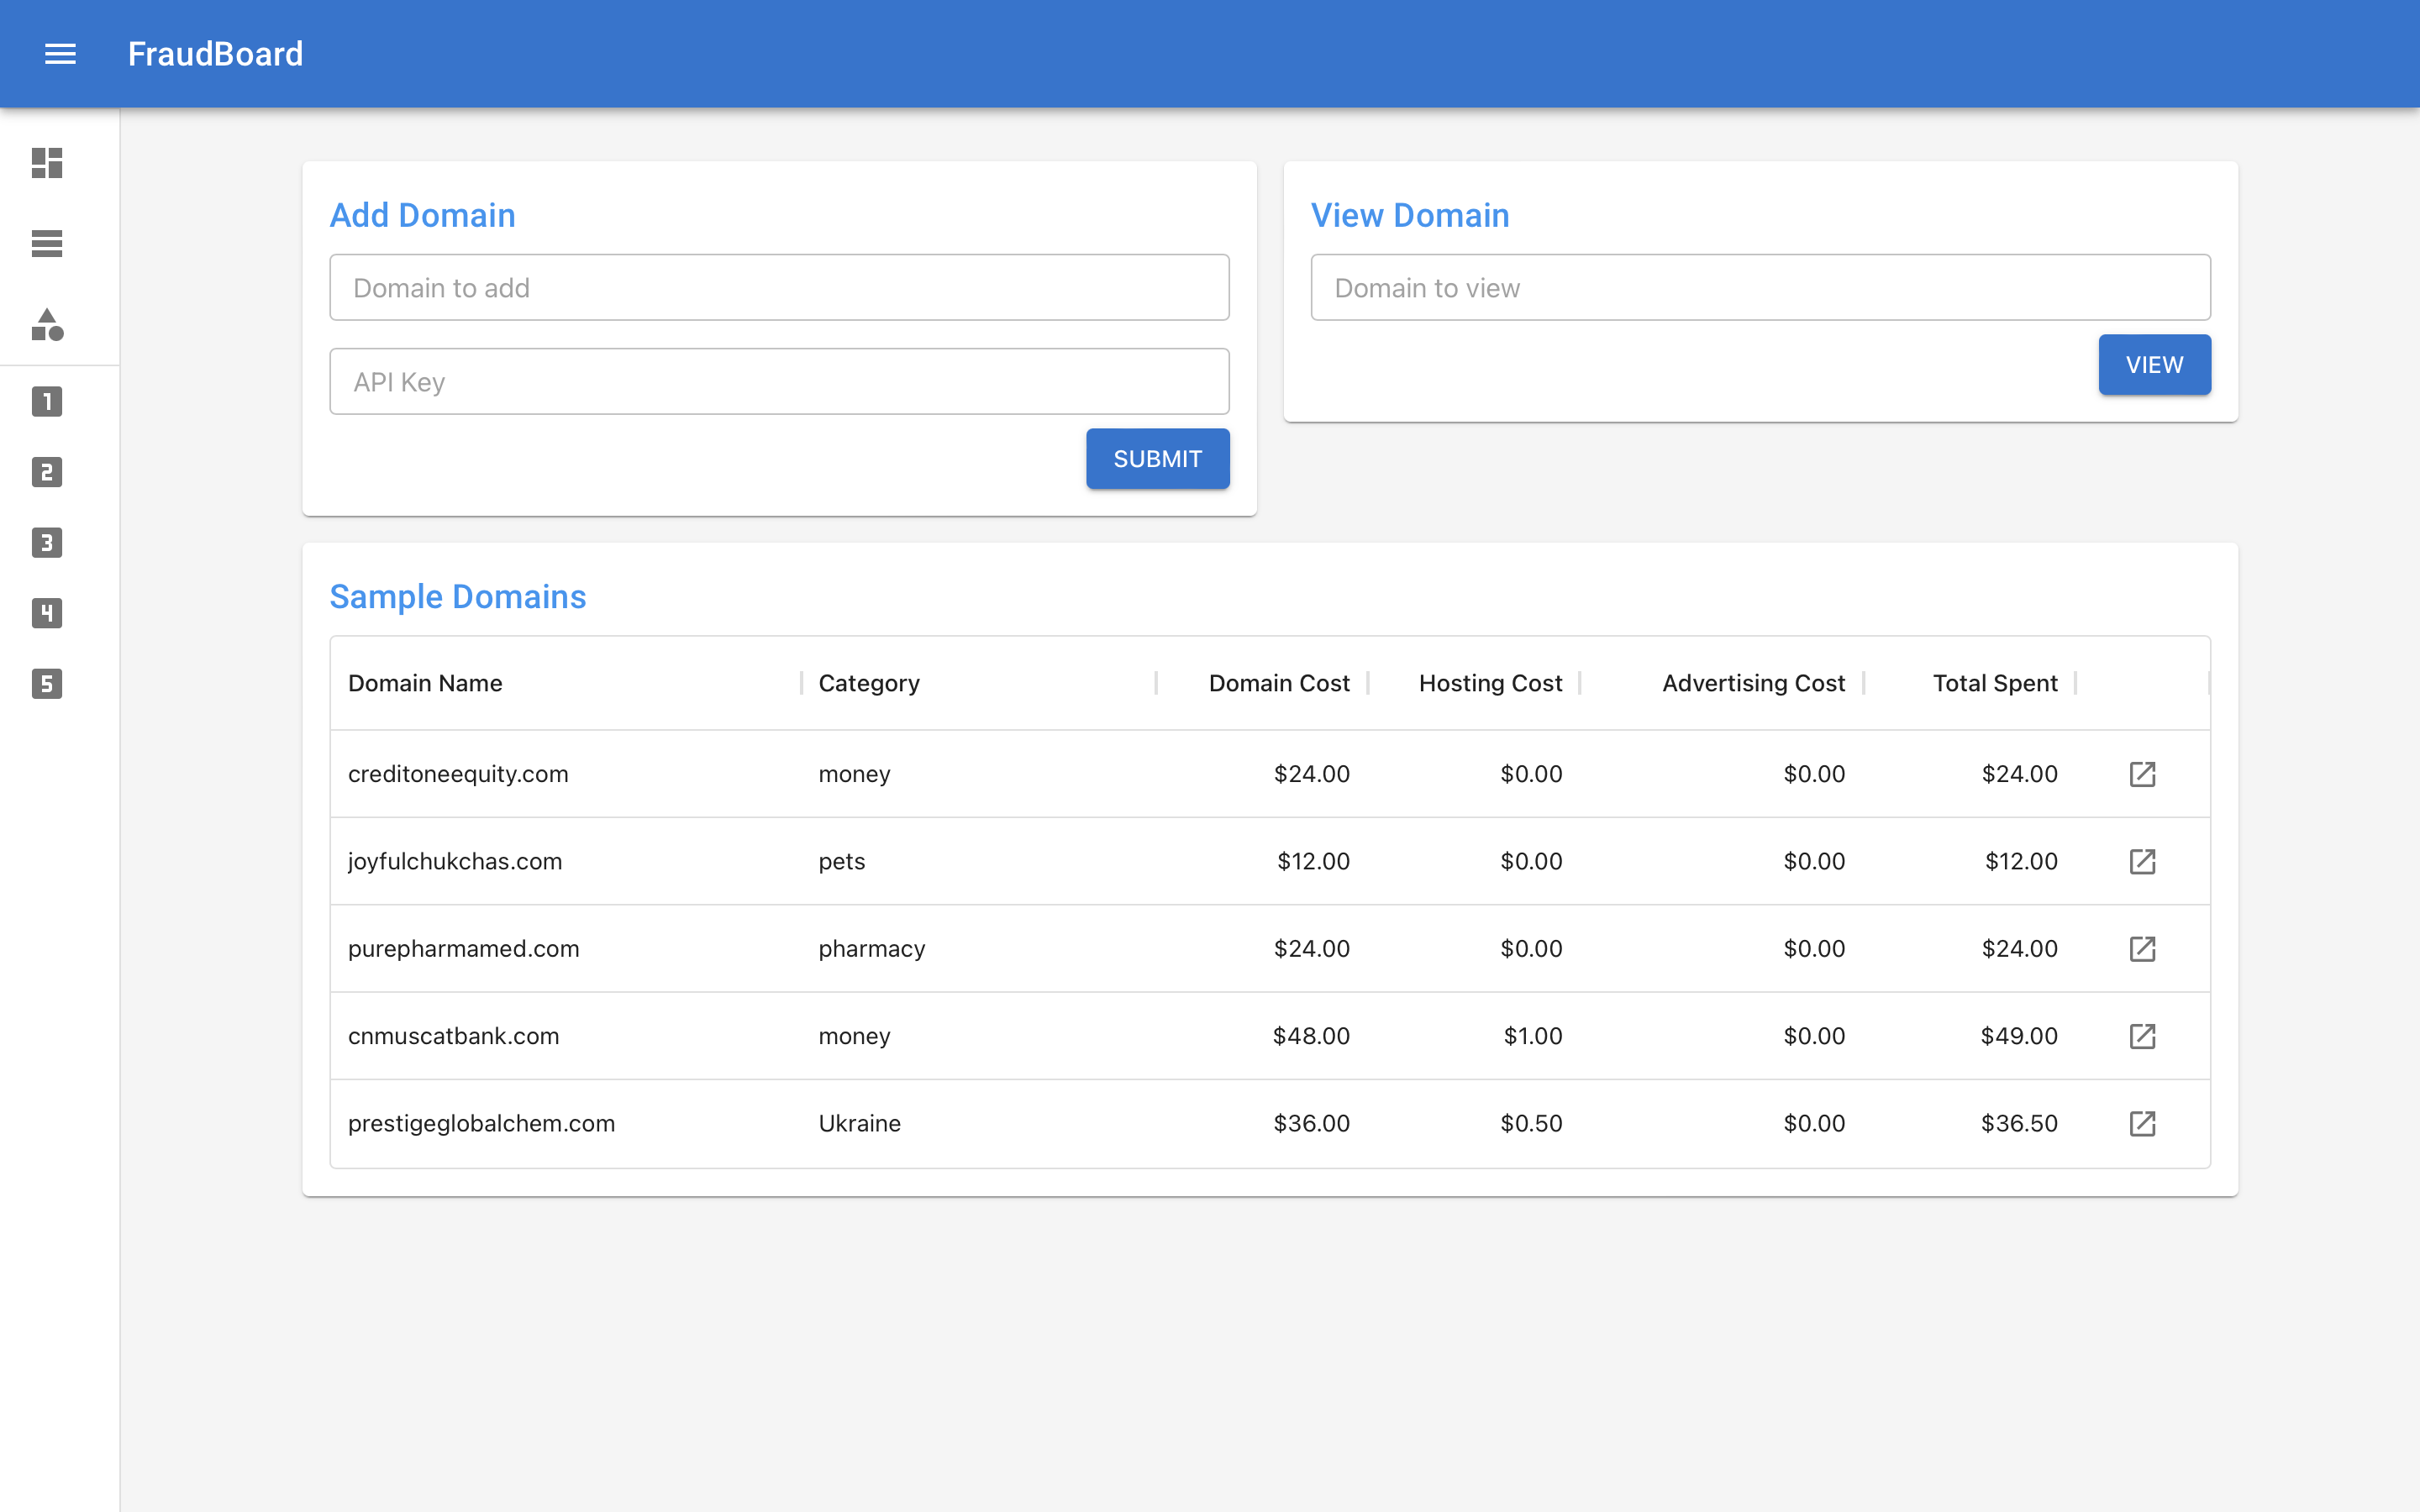 FraudBoard
Add Domain
Domain to add
API Key
SUBMIT
View Domain
Domain to view
VIEW
1
2
3
4
5
Sample Domains
Domain Name Category Domain Cost Hosting Cost Advertising Cost Total Spent
creditoneequity.com money $24.00 $0.00 $0.00 $24.00
joyfulchukchas.com pets $12.00 $0.00 $0.00 $12.00
purepharmamed.com pharmacy $24.00 $0.00 $0.00 $24.00
cnmuscatbank.com money $48.00 $1.00 $0.00 $49.00
prestigeglobalchem.com Ukraine $36.00 $0.50 $0.00 $36.50